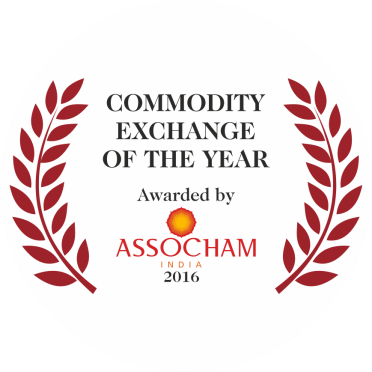 COMMODITY
EXCHANGE
OF THE YEAR
Awarded by
ASSOCHAM
INDIA
2016